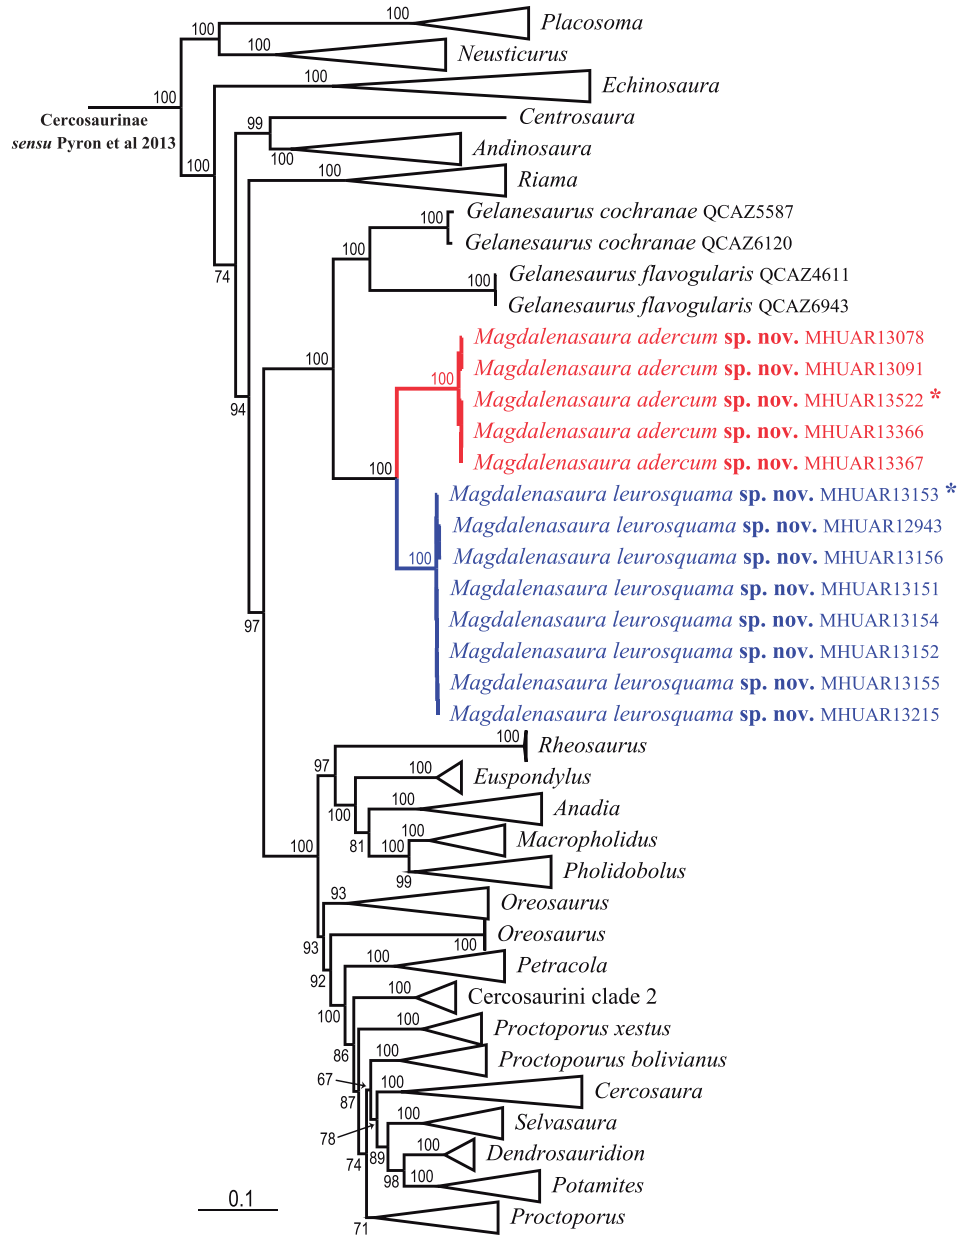 100 Placosoma
100
100 Neusticurus
100 Echinosaura
100
Cercosaurinae
sensu Pyron et al 2013
99 Centrosaura
100 Andinosaura
100
100 Riama
Gelanesaurus cochranae QCAZ5587
100
Gelanesaurus cochranae QCAZ6120
100
74
Gelanesaurus flavogularis QCAZ4611
100
Gelanesaurus flavogularis QCAZ6943
Magdalenasaura adercum sp. nov. MHUAR13078
100
Magdalenasaura adercum sp. nov. MHUAR13091
100
Magdalenasaura adercum sp. nov. MHUAR13522 *
94
Magdalenasaura adercum sp. nov. MHUAR13366
Magdalenasaura adercum sp. nov. MHUAR13367
100
Magdalenasaura leurosquama sp. nov. MHUAR13153 *
Magdalenasaura leurosquama sp. nov. MHUAR12943
Magdalenasaura leurosquama sp. nov. MHUAR13156
100
Magdalenasaura leurosquama sp. nov. MHUAR13151
Magdalenasaura leurosquama sp. nov. MHUAR13154
97
Magdalenasaura leurosquama sp. nov. MHUAR13152
Magdalenasaura leurosquama sp. nov. MHUAR13155
Magdalenasaura leurosquama sp. nov. MHUAR13215
100 Rheosaurus
97
100 Euspondylus
100
100 Anadia
81
100 Macropholidus
100
100
99 Pholidobolus
93 Oreosaurus
93
100 Oreosaurus
92
100 Petracola
100
100 Cercosaurini clade 2
86
100 Proctoporus xestus
100 Proctopourus bolivianus
67
87
100 Cercosaura
78
100 Selvasaura
74
89
100 Dendrosauridion
98
100 Potamites
0.1
71 Proctoporus